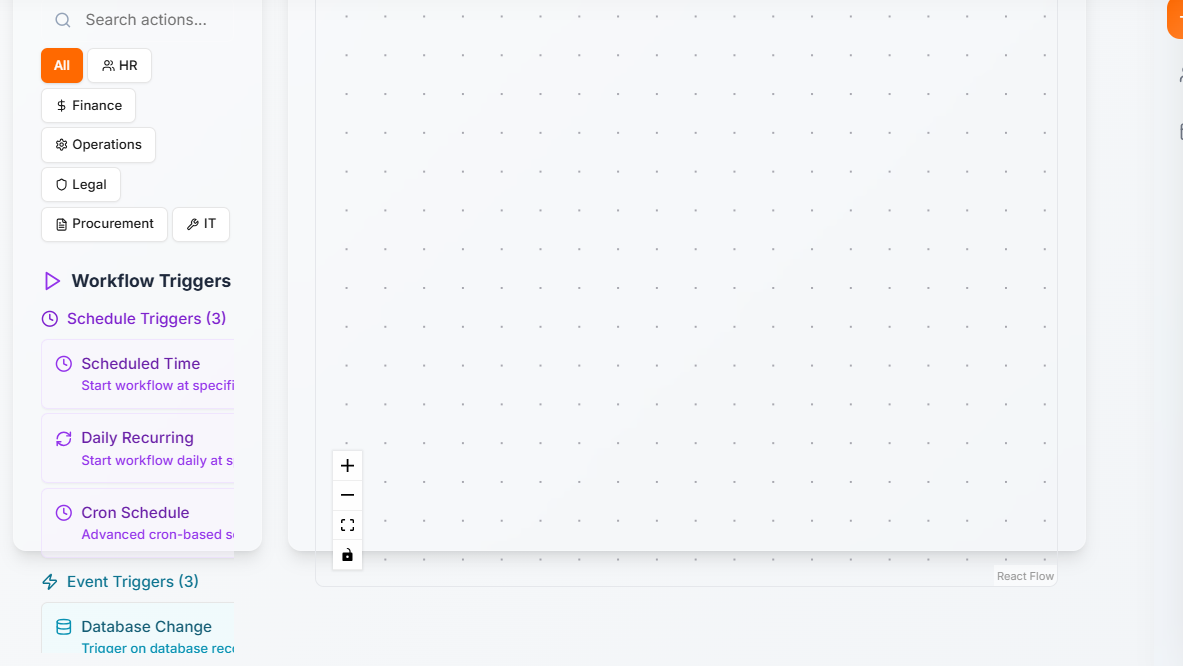 Search actions...
All
HR
Finance
Operations
Legal
Procurement
IT
Workflow Triggers
Schedule Triggers (3)
Scheduled Time
Start workflow at specifi
Daily Recurring
Start workflow daily at s
Cron Schedule
Advanced cron-based s
Event Triggers (3)
Database Change
Trigger on database reco
React Flow